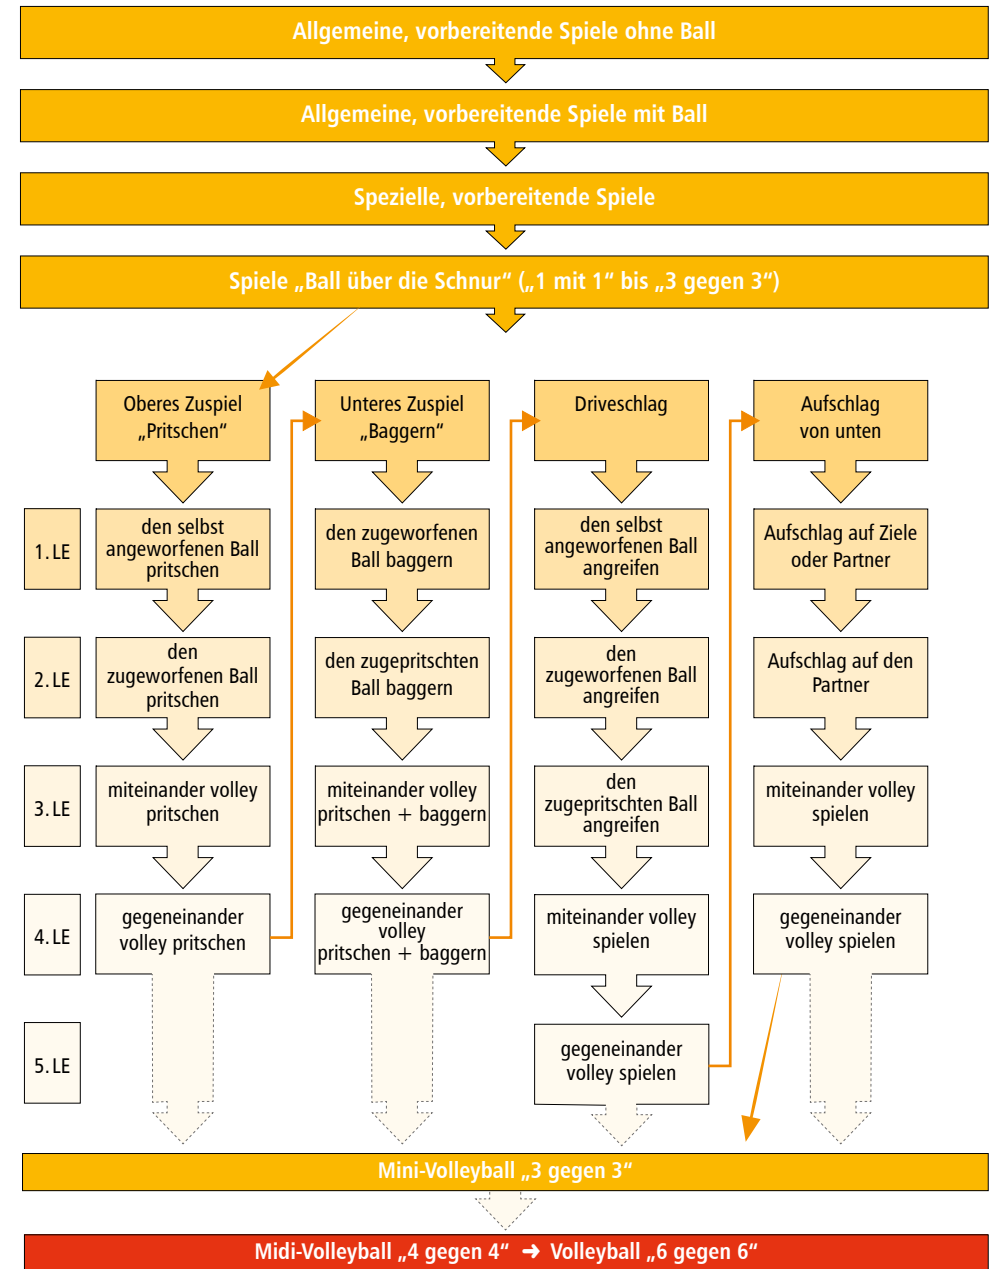 Allgemeine, vorbereitende Spiele ohne Ball
Allgemeine, vorbereitende Spiele mit Ball
Spezielle, vorbereitende Spiele
Spiele „Ball über die Schnur“ („1 mit 1“ bis „3 gegen 3“)
Oberes Zuspiel
„Pritschen“
Unteres Zuspiel
„Baggern“
Driveschlag
Aufschlag
von unten
1. LE
den selbst
angeworfenen Ball
pritschen
den zugeworfenen
Ball baggern
den selbst
angeworfenen Ball
angreifen
Aufschlag auf Ziele
oder Partner
2. LE
den
zugeworfenen Ball
pritschen
den zugepritschten
Ball baggern
den
zugeworfenen Ball
angreifen
Aufschlag auf den
Partner
3. LE
miteinander volley
pritschen
miteinander volley
pritschen + baggern
den
zugepritschten Ball
angreifen
miteinander volley
spielen
4. LE
gegeneinander
volley pritschen
gegeneinander
volley
pritschen + baggern
miteinander volley
spielen
gegeneinander
volley spielen
5. LE
gegeneinander
volley spielen
Mini-Volleyball „3 gegen 3“
Midi-Volleyball „4 gegen 4“ ➜ Volleyball „6 gegen 6“